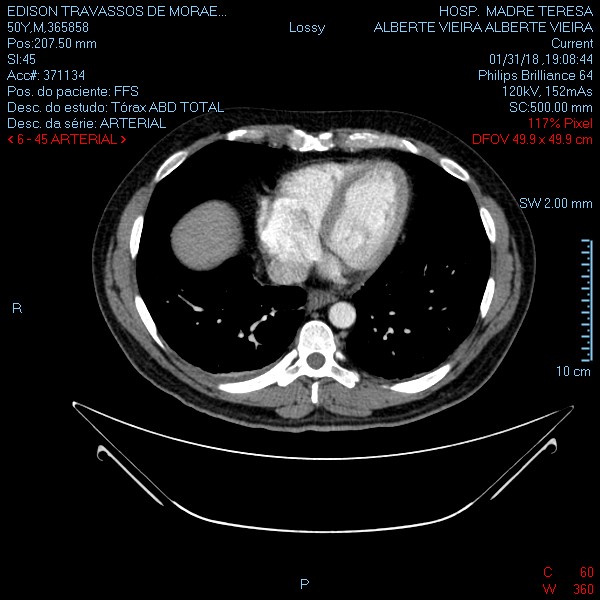 EDISON TRAVASSOS DE MORAE...
50Y,M,365858
Pos:207.50 mm
Sl:45
Acc#: 371134
Pos. do paciente: FFS
Desc. do estudo: Tórax ABD TOTAL
Desc. da série: ARTERIAL
< 6 - 45 ARTERIAL >
Lossy
HOSP. MADRE TERESA
ALBERTE VIEIRA ALBERTE VIEIRA
Current
01/31/18 ,19:08:44
Philips Brilliance 64
120kV, 152mAs
SC:500.00 mm
117% Pixel
DFOV 49.9 x 49.9 cm
SW 2.00 mm
R
10 cm
P
C 60
W 360